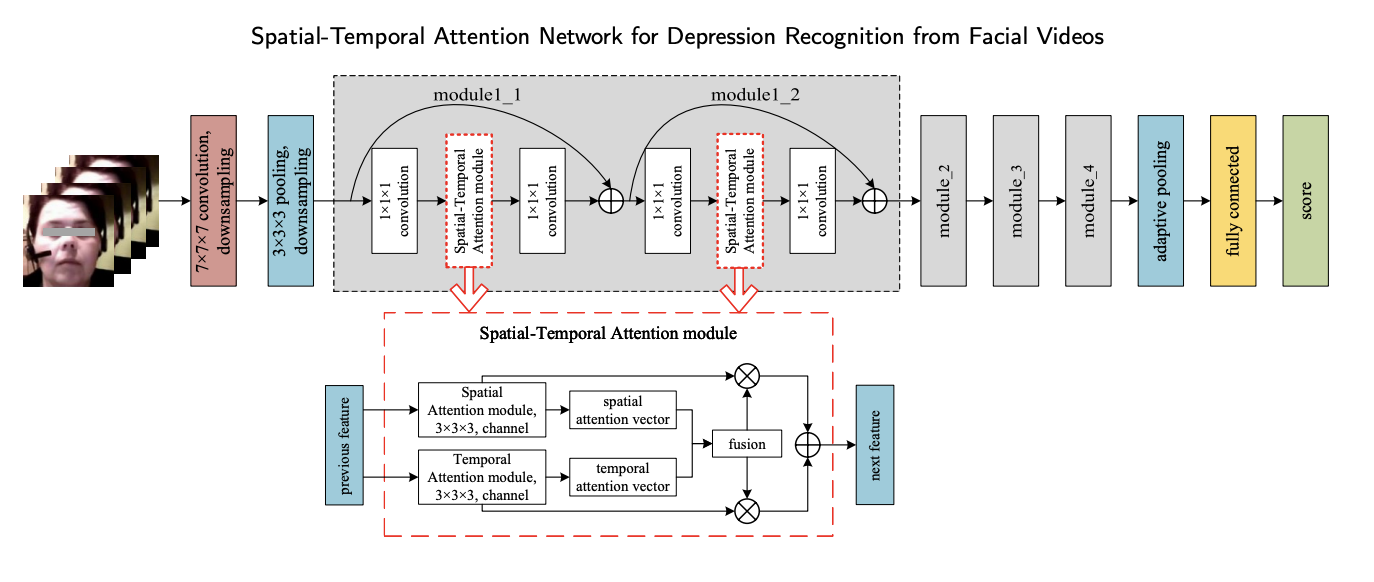 Spatial-Temporal Attention Network for Depression Recognition from Facial Videos
7×7×7 convolution,
downsampling
3×3×3 pooling,
downsampling
module1_1
1×1×1
convolution
Spatial-Temporal
Attention module
1×1×1
convolution
module1_2
1×1×1
convolution
Spatial-Temporal
Attention module
1×1×1
convolution
module_2
module_3
module_4
adaptive pooling
fully connected
score
Spatial-Temporal Attention module
previous feature
Spatial
Attention module,
3×3×3, channel
spatial
attention vector
Temporal
Attention module,
3×3×3, channel
temporal
attention vector
fusion
next feature